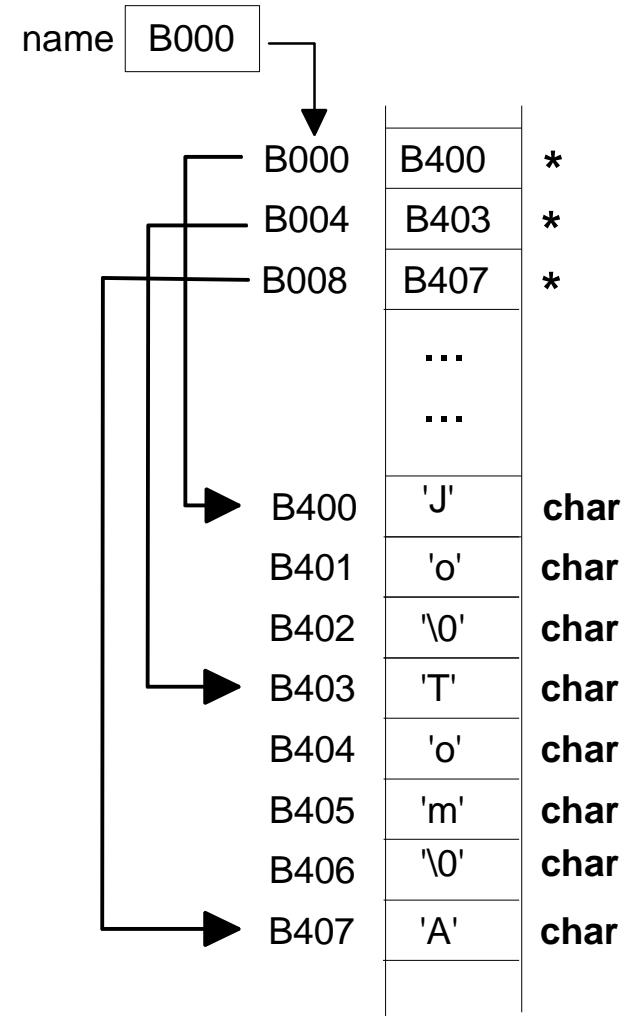 name B000
B000 B400 *
B004 B403 *
B008 B407 *
...
...
B400 'J' char
B401 'o' char
B402 '\0' char
B403 'T' char
B404 'o' char
B405 'm' char
B406 '\0' char
B407 'A' char